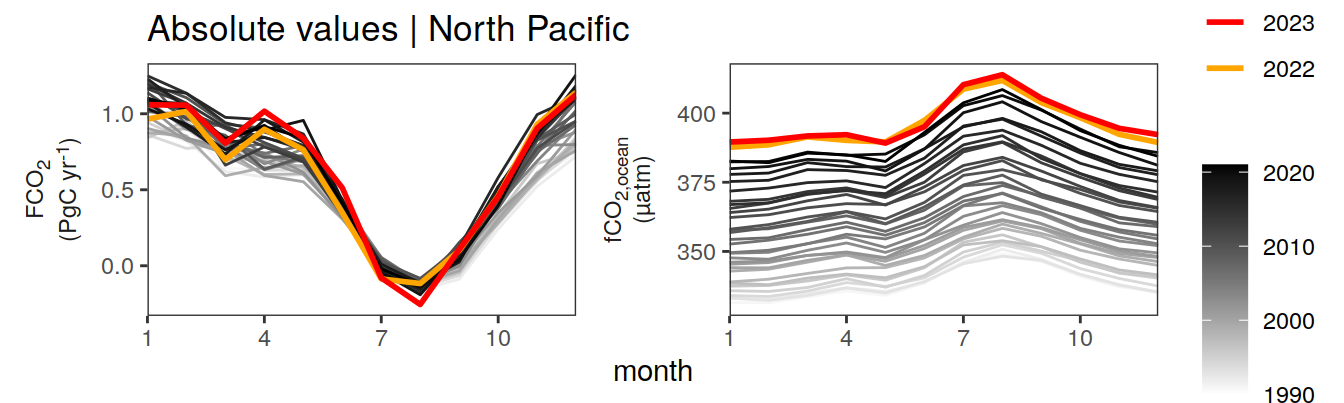 Absolute values | North Pacific
FCO₂
(PgC yr⁻¹)
1.0
0.5
0.0
1 4 7 10
fCO₂,ocean
(µatm)
400
375
350
1 4 7 10
month
2023
2022
2020
2010
2000
1990